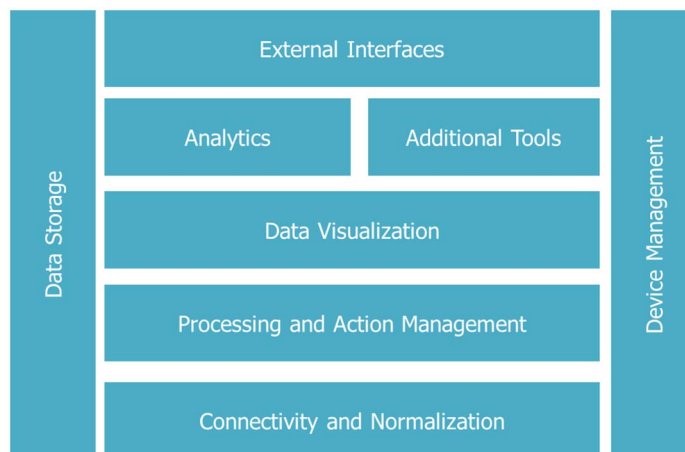 External Interfaces
Analytics
Additional Tools
Data Storage
Data Visualization
Device Management
Processing and Action Management
Connectivity and Normalization